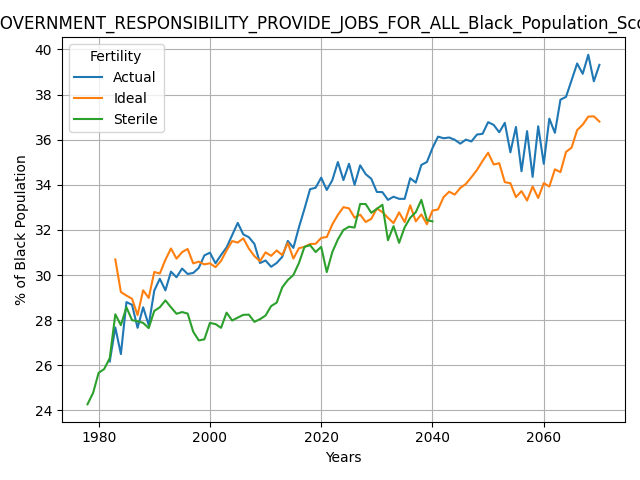 OVERNMENT_RESPONSIBILITY_PROVIDE_JOBS_FOR_ALL_Black_Population_Sco
Fertility
Actual
Ideal
Sterile
% of Black Population
40
38
36
34
32
30
28
26
24
1980
2000
2020
2040
2060
Years